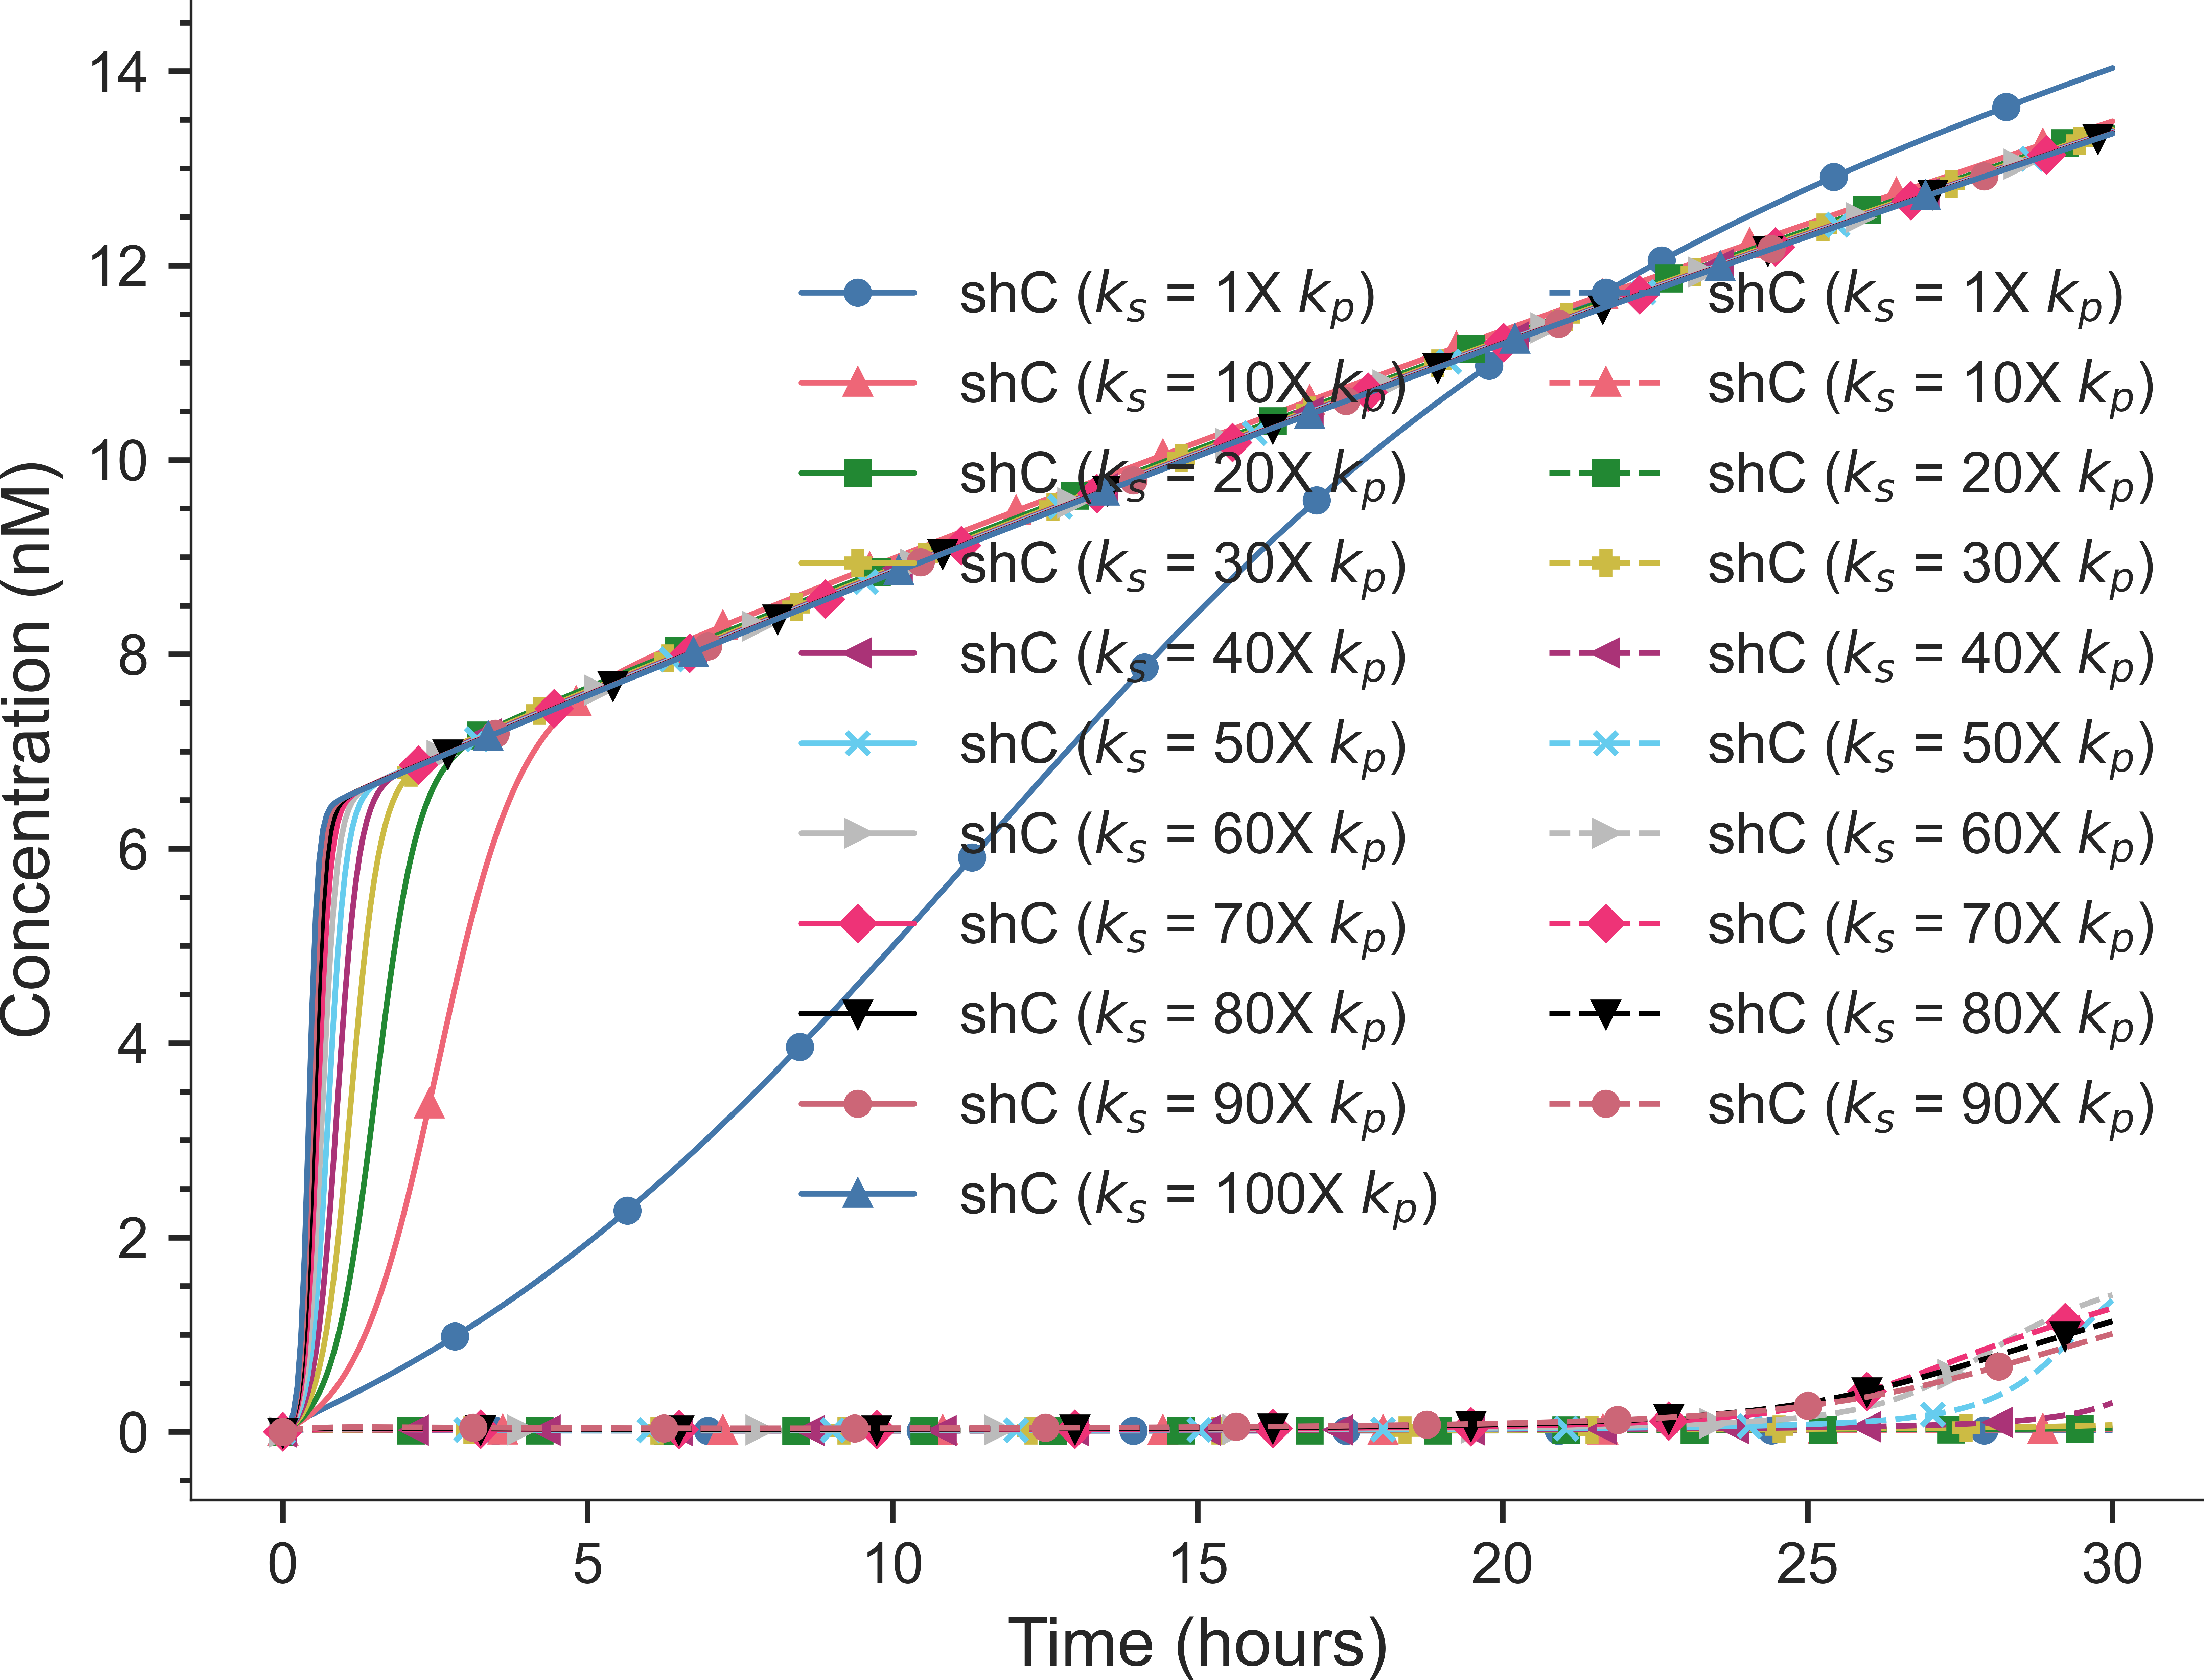 Concentration (nM)
14
12
10
8
6
4
2
0
shC (kₛ = 1X kₚ)
shC (kₛ = 10X kₚ)
shC (kₛ = 20X kₚ)
shC (kₛ = 30X kₚ)
shC (kₛ = 40X kₚ)
shC (kₛ = 50X kₚ)
shC (kₛ = 60X kₚ)
shC (kₛ = 70X kₚ)
shC (kₛ = 80X kₚ)
shC (kₛ = 90X kₚ)
shC (kₛ = 100X kₚ)
shC (kₛ = 1X kₚ)
shC (kₛ = 10X kₚ)
shC (kₛ = 20X kₚ)
shC (kₛ = 30X kₚ)
shC (kₛ = 40X kₚ)
shC (kₛ = 50X kₚ)
shC (kₛ = 60X kₚ)
shC (kₛ = 70X kₚ)
shC (kₛ = 80X kₚ)
shC (kₛ = 90X kₚ)
0 5 10 15 20 25 30
Time (hours)